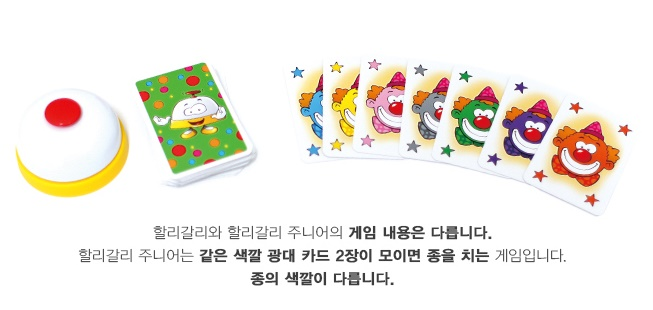 할리갈리와 할리갈리 주니어의 게임 내용은 다릅니다.
할리갈리 주니어는 같은 색깔 광대 카드 2장이 모이면 종을 치는 게임입니다.
종의 색깔이 다릅니다.